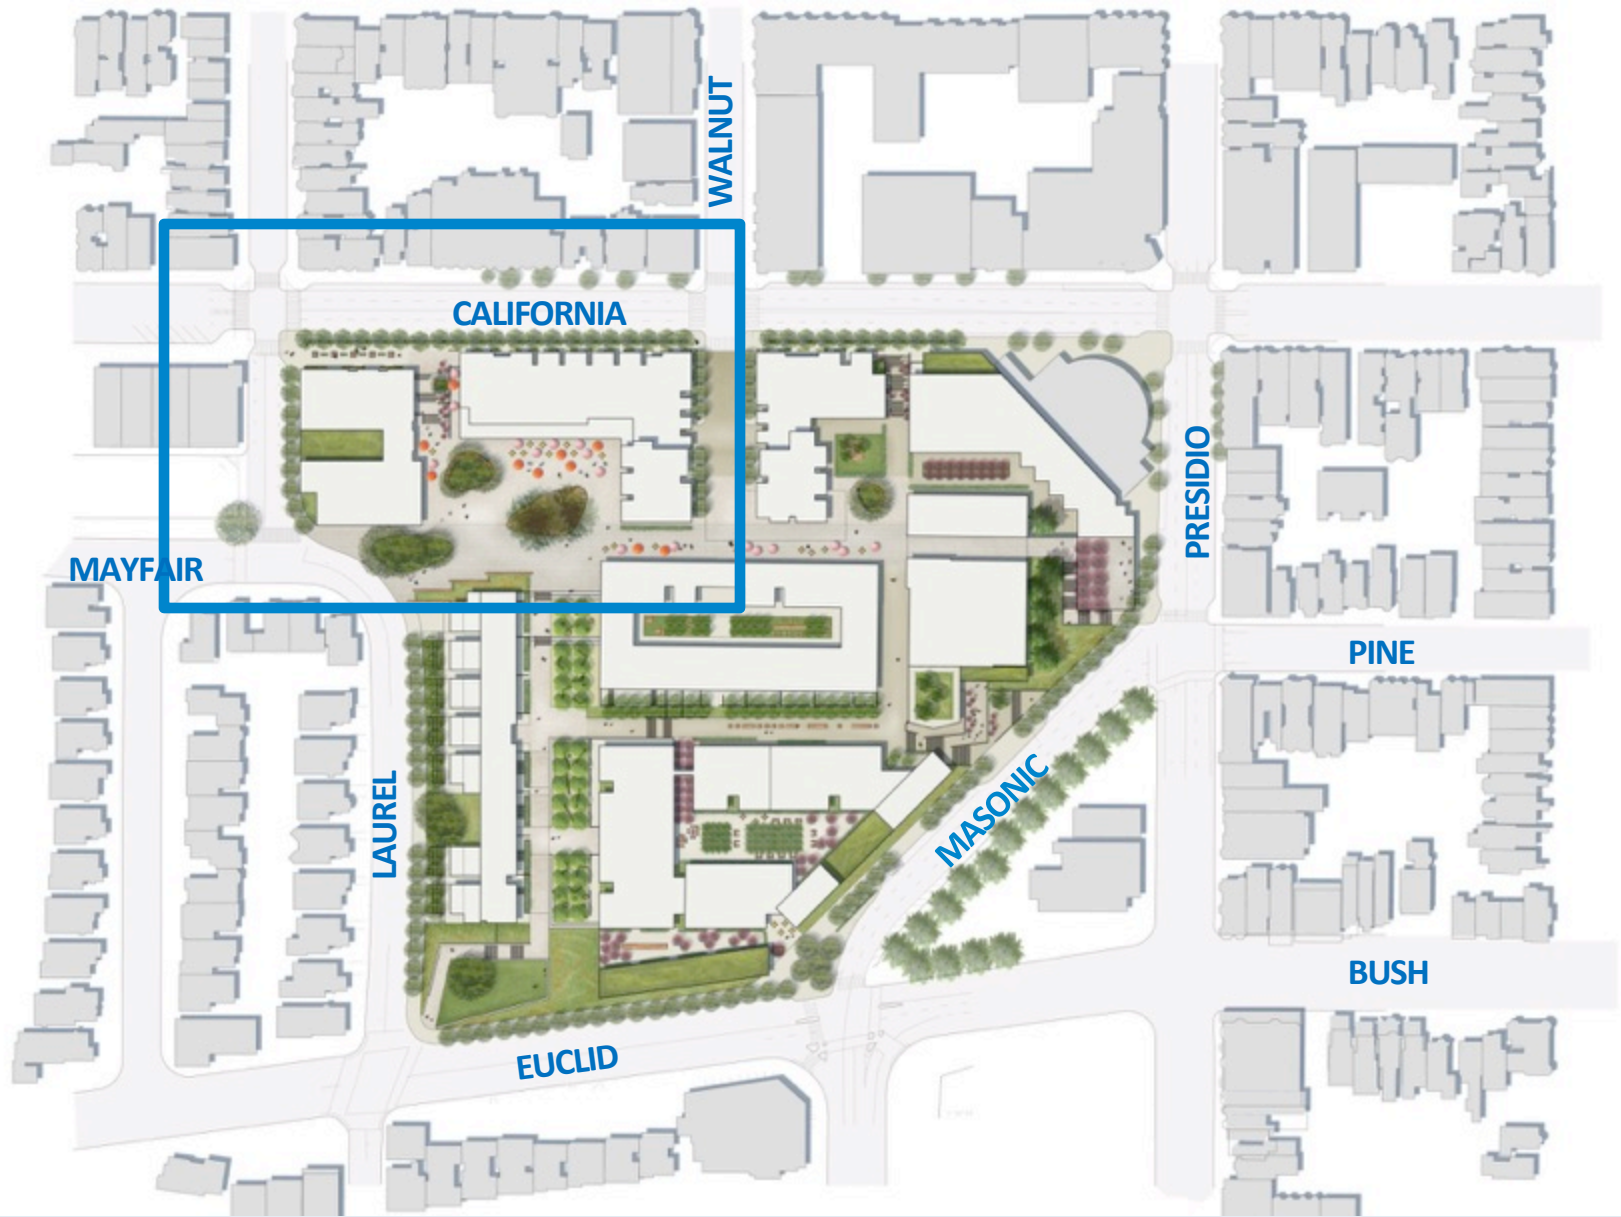 WALNUT
CALIFORNIA
PRESIDIO
MAYFAIR
PINE
LAUREL
MASONIC
BUSH
EUCLID